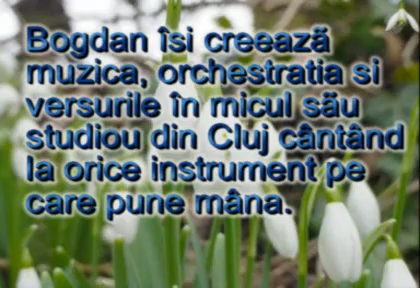 Bogdan îsi creează
muzica, orchestratia si
versurile în micul său
studiou din Cluj cântând
la orice instrument pe
care pune mâna.